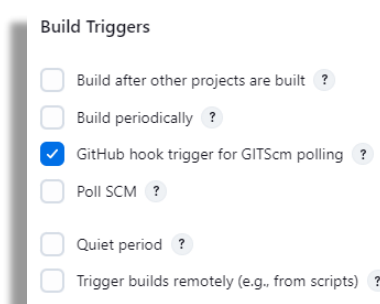 Build Triggers
Build after other projects are built ?
Build periodically ?
GitHub hook trigger for GITScm polling ?
Poll SCM ?
Quiet period ?
Trigger builds remotely (e.g., from scripts) ?